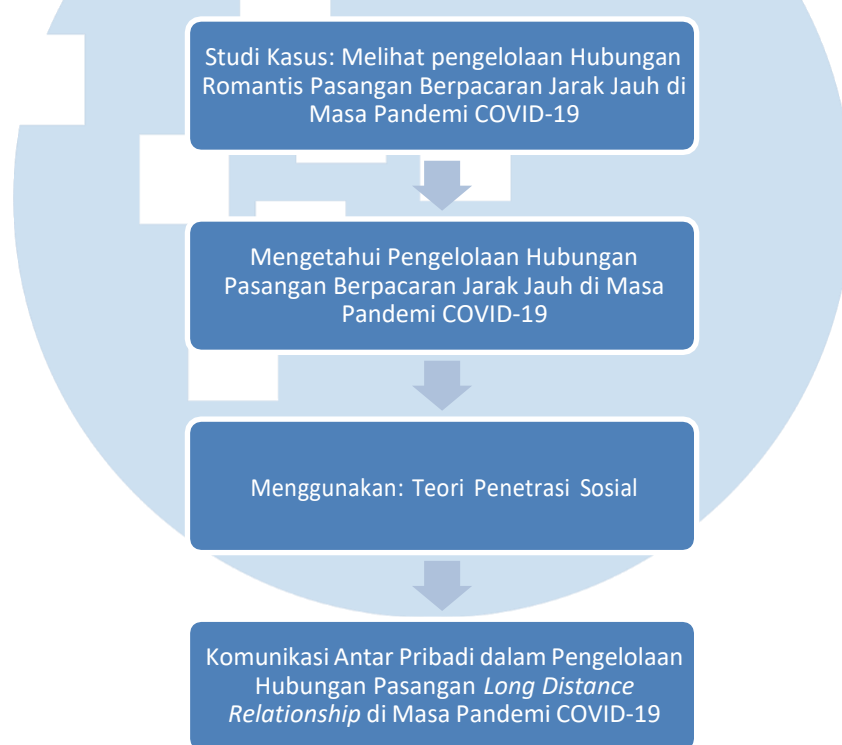 Studi Kasus: Melihat pengelolaan Hubungan
Romantis Pasangan Berpacaran Jarak Jauh di
Masa Pandemi COVID-19
Mengetahui Pengelolaan Hubungan
Pasangan Berpacaran Jarak Jauh di Masa
Pandemi COVID-19
Menggunakan: Teori Penetrasi Sosial
Komunikasi Antar Pribadi dalam Pengelolaan
Hubungan Pasangan Long Distance
Relationship di Masa Pandemi COVID-19